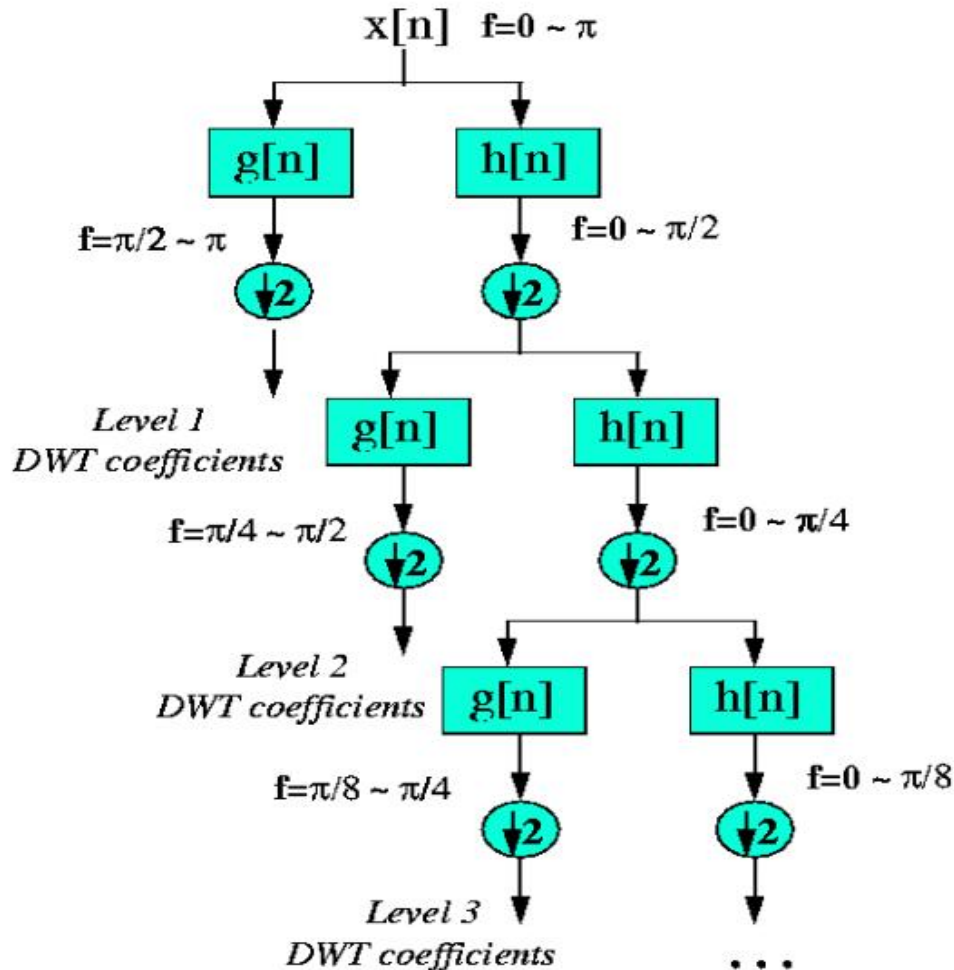 x[n] f=0 ~ π
g[n] h[n]
f=π/2 ~ π f=0 ~ π/2
↓2 ↓2
Level 1
DWT coefficients
g[n] h[n]
f=π/4 ~ π/2 f=0 ~ π/4
↓2 ↓2
Level 2
DWT coefficients
g[n] h[n]
f=π/8 ~ π/4 f=0 ~ π/8
↓2 ↓2
Level 3
DWT coefficients
...